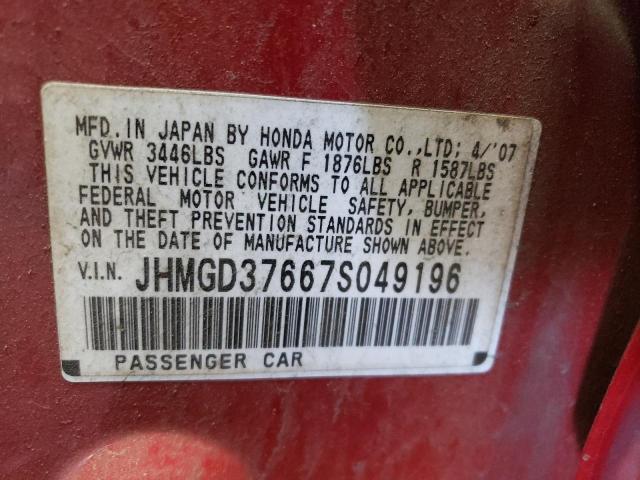 MFD. IN JAPAN BY HONDA MOTOR CO.,LTD; 4/'07
GVWR 3446LBS GAWR F 1876LBS R 1587LBS
THIS VEHICLE CONFORMS TO ALL APPLICABLE
FEDERAL MOTOR VEHICLE SAFETY, BUMPER,
AND THEFT PREVENTION STANDARDS IN EFFECT
ON THE DATE OF MANUFACTURE SHOWN ABOVE.
V.I.N. JHMGD37667S049196
PASSENGER CAR